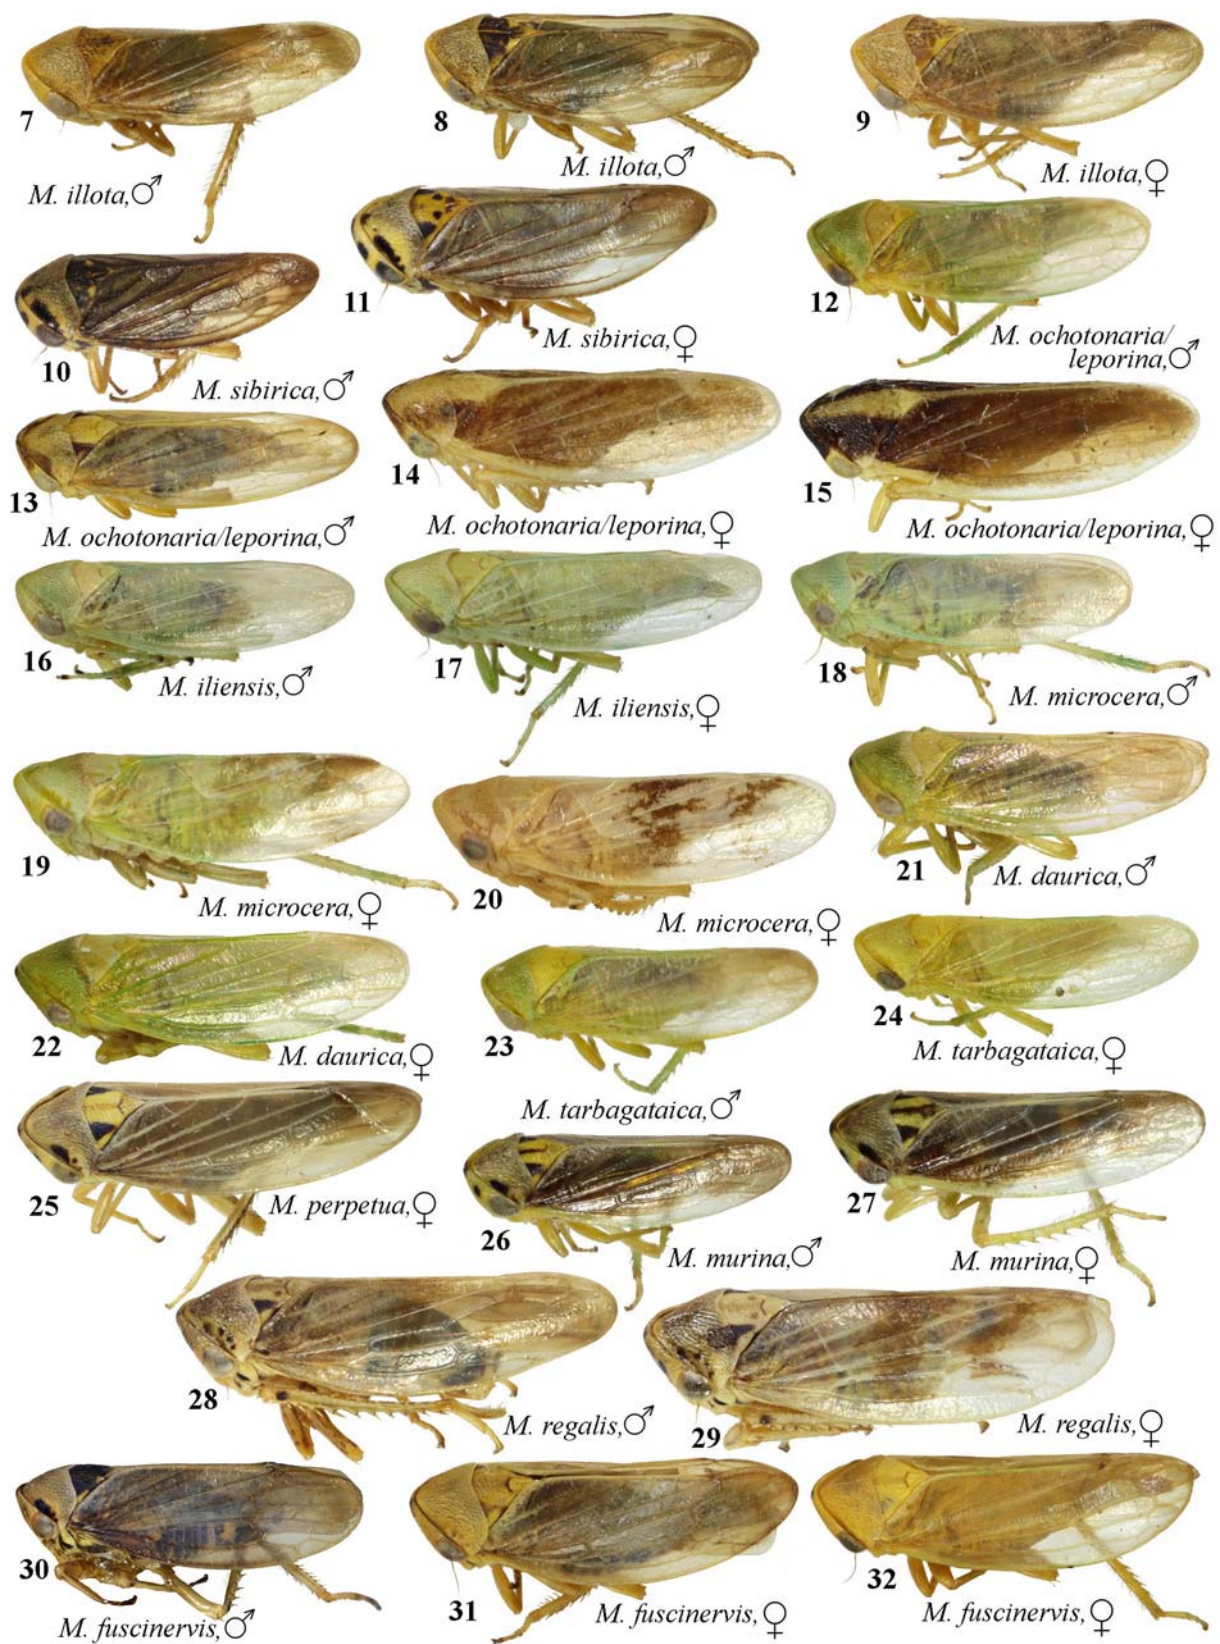 7
M. illota,♂
8
M. illota,♂
9
M. illota,♀
10
M. sibirica,♂
11
M. sibirica,♀
12
M. ochotonaria/
leporina,♂
13
M. ochotonaria/leporina,♂
14
M. ochotonaria/leporina,♀
15
M. ochotonaria/leporina,♀
16
M. iliensis,♂
17
M. iliensis,♀
18
M. microcera,♂
19
M. microcera,♀
20
M. microcera,♀
21
M. daurica,♂
22
M. daurica,♀
23
M. tarbagataica,♂
24
M. tarbagataica,♀
25
M. perpetua,♀
26
M. murina,♂
27
M. murina,♀
28
M. regalis,♂
29
M. regalis,♀
30
M. fuscinervis,♂
31
M. fuscinervis,♀
32
M. fuscinervis,♀